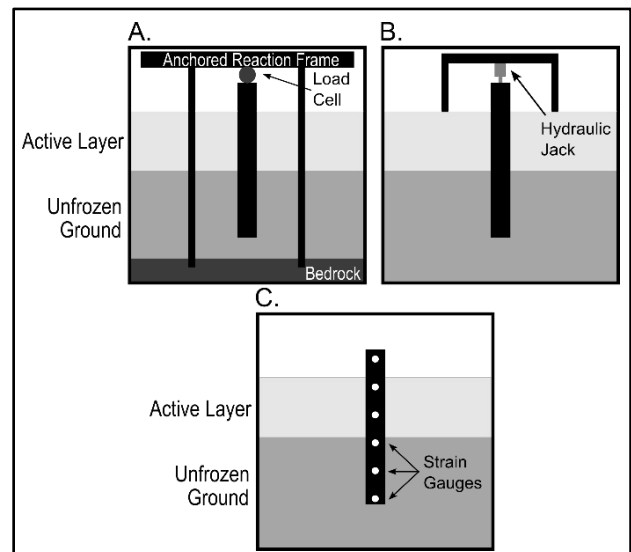 A.
Anchored Reaction Frame
Load
Cell
Active Layer
Unfrozen
Ground
Bedrock
B.
Hydraulic
Jack
C.
Active Layer
Unfrozen
Ground
Strain
Gauges